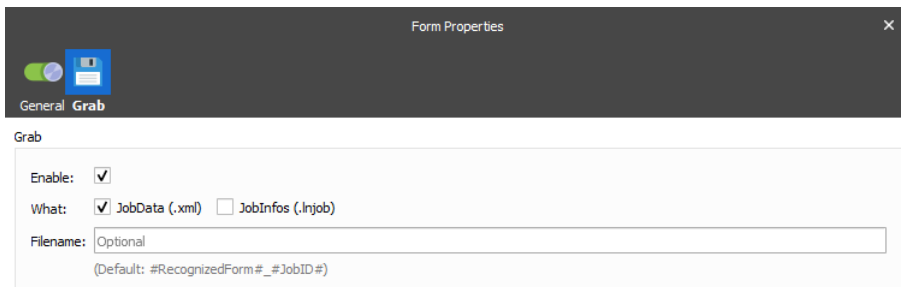 Form Properties
General Grab
Grab
Enable:
What: JobData (.xml) JobInfos (.lnjob)
Filename: Optional
(Default: #RecognizedForm#_#JobID#)